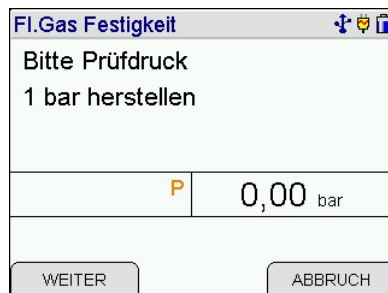 Fl.Gas Festigkeit
Bitte Prüfdruck
1 bar herstellen
P 0,00 bar
WEITER ABBRUCH